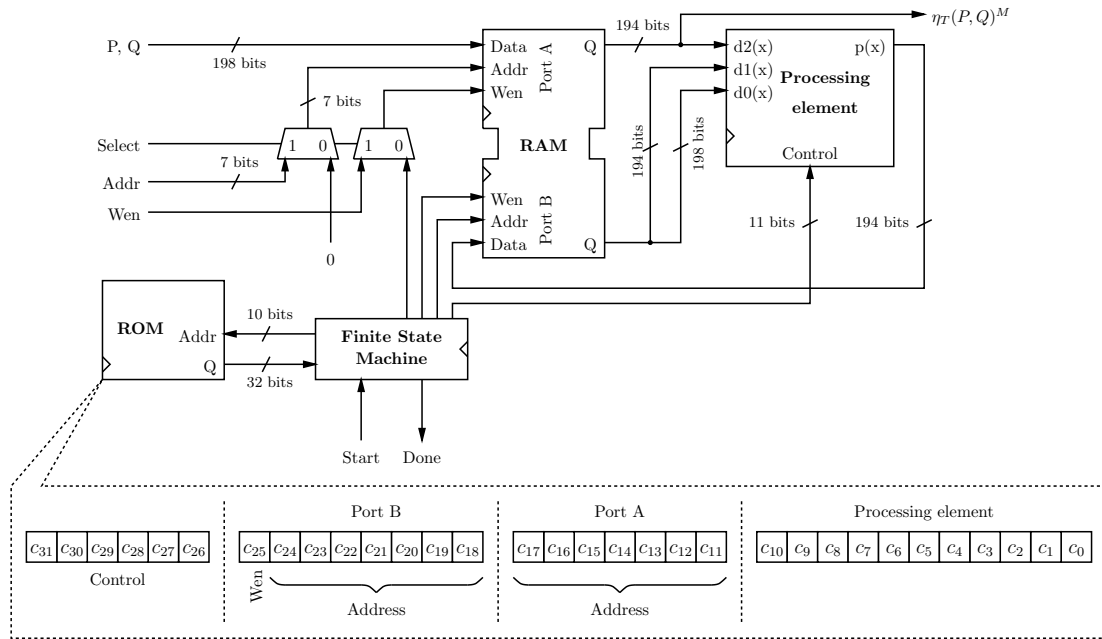 η_T(P, Q)^M
P, Q
198 bits
Data
Addr
Wen
Port A
Q
194 bits
d2(x)
d1(x)
d0(x)
p(x)
Processing
element
Control
7 bits
Select
1 0
1 0
RAM
194 bits
198 bits
7 bits
Addr
Wen
0
Wen
Addr
Data
Port B
Q
11 bits
194 bits
ROM
Addr
Q
10 bits
32 bits
Finite State
Machine
Start
Done
Port B
Port A
Processing element
c31 c30 c29 c28 c27 c26
c25 c24 c23 c22 c21 c20 c19 c18
c17 c16 c15 c14 c13 c12 c11
c10 c9 c8 c7 c6 c5 c4 c3 c2 c1 c0
Control
Wen
Address
Address